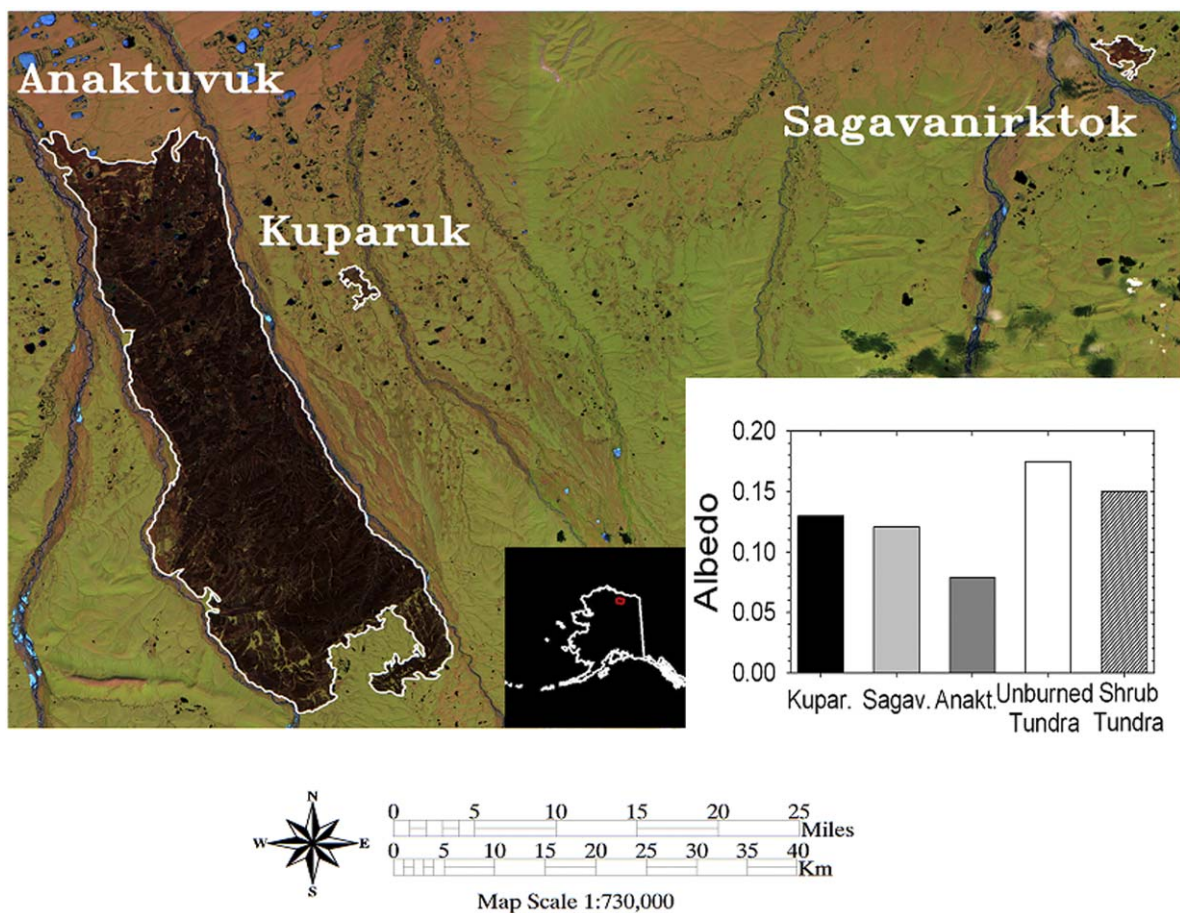 Anaktuvuk
Sagavanirktok
Kuparuk
0.20
0.15
0.10
0.05
0.00
Albedo
Kupar. Sagav. Anakt. Unburned Tundra Shrub Tundra
N
W E
S
0 5 10 15 20 25
Miles
0 5 10 15 20 25 30 35 40
Km
Map Scale 1:730,000